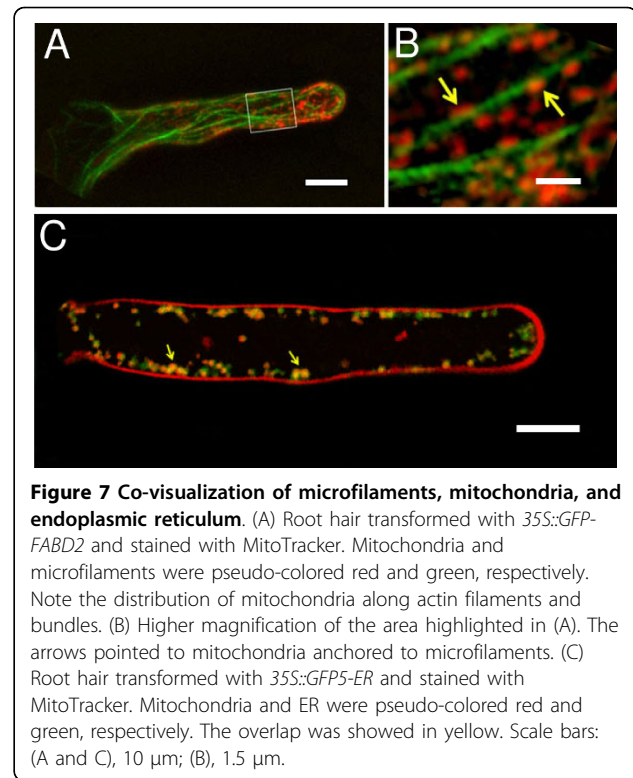 A
B
C
Figure 7 Co-visualization of microfilaments, mitochondria, and
endoplasmic reticulum. (A) Root hair transformed with 35S::GFP-
FABD2 and stained with MitoTracker. Mitochondria and
microfilaments were pseudo-colored red and green, respectively.
Note the distribution of mitochondria along actin filaments and
bundles. (B) Higher magnification of the area highlighted in (A). The
arrows pointed to mitochondria anchored to microfilaments. (C)
Root hair transformed with 35S::GFP5-ER and stained with
MitoTracker. Mitochondria and ER were pseudo-colored red and
green, respectively. The overlap was showed in yellow. Scale bars:
(A and C), 10 μm; (B), 1.5 μm.